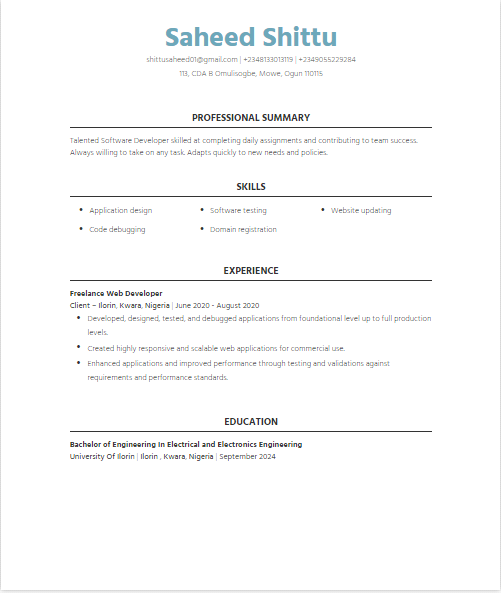 Saheed Shittu
shittusaheed01@gmail.com | +2348133013119 | +2349055229284
113, CDA B Omulisogbe, Mowe, Ogun 110115
PROFESSIONAL SUMMARY
Talented Software Developer skilled at completing daily assignments and contributing to team success.
Always willing to take on any task. Adapts quickly to new needs and policies.
SKILLS
• Application design • Software testing • Website updating
• Code debugging • Domain registration
EXPERIENCE
Freelance Web Developer
Client – Ilorin, Kwara, Nigeria | June 2020 - August 2020
• Developed, designed, tested, and debugged applications from foundational level up to full production
levels.
• Created highly responsive and scalable web applications for commercial use.
• Enhanced applications and improved performance through testing and validations against
requirements and performance standards.
EDUCATION
Bachelor of Engineering In Electrical and Electronics Engineering
University Of Ilorin | Ilorin , Kwara, Nigeria | September 2024